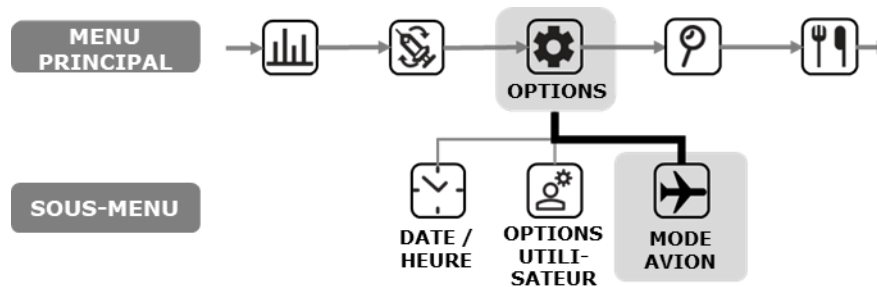 MENU
PRINCIPAL
OPTIONS
SOUS-MENU
DATE /
HEURE
OPTIONS
UTILI-
SATEUR
MODE
AVION